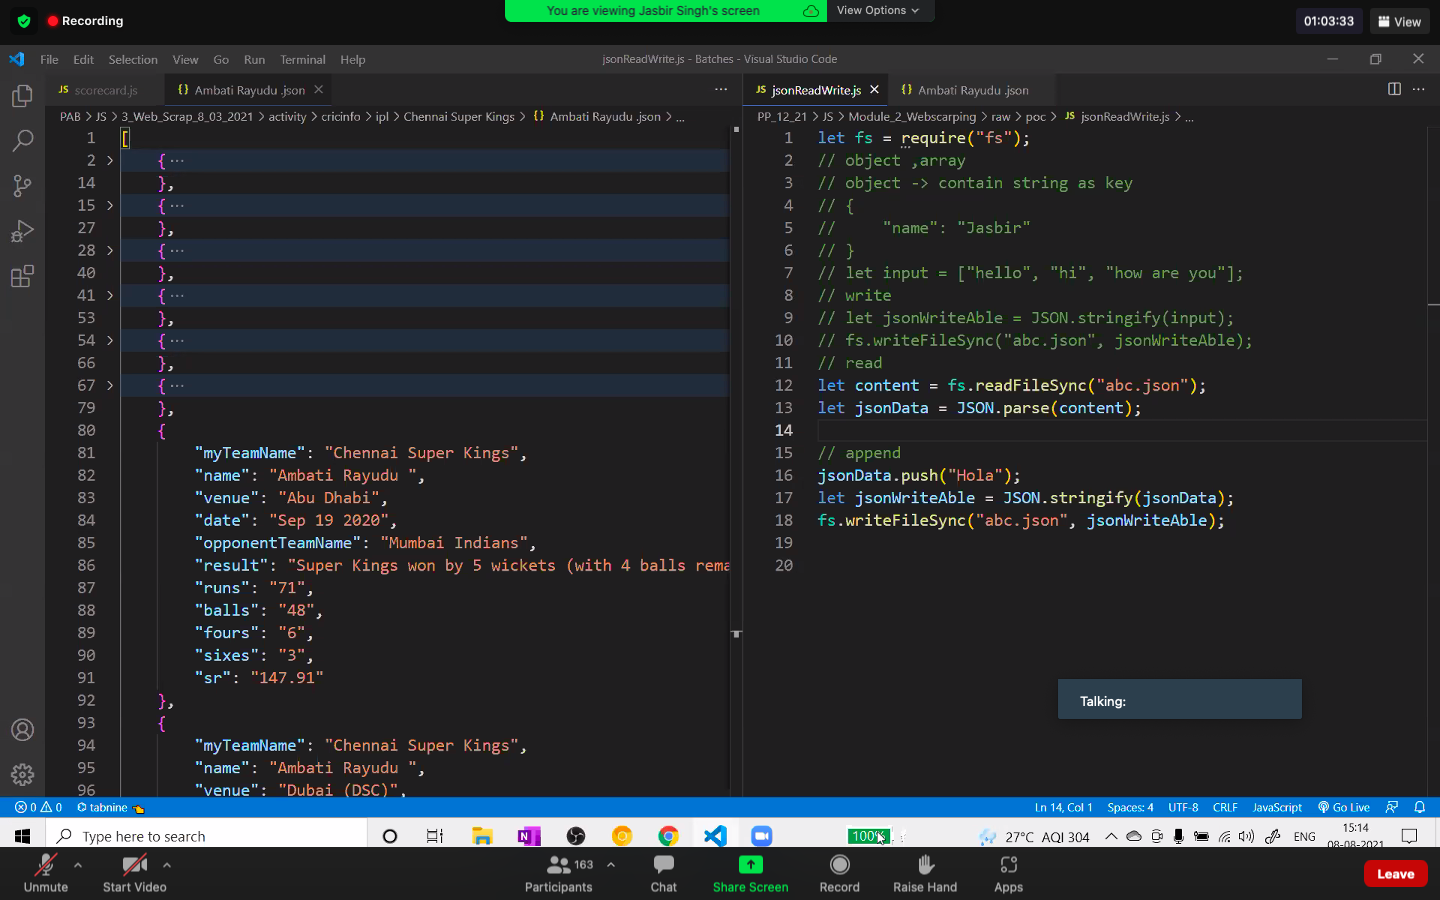 Recording
You are viewing Jasbir Singh's screen
View Options
01:03:33
View
File Edit Selection View Go Run Terminal Help
jsonReadWrite.js - Batches - Visual Studio Code
JS scorecard.js
{} Ambati Rayudu .json
PAB > JS > 3_Web_Scrap_8_03_2021 > activity > cricinfo > ipl > Chennai Super Kings > {} Ambati Rayudu .json > ...
1 [
2 { ...
14 },
15 { ...
27 },
28 { ...
40 },
41 { ...
53 },
54 { ...
66 },
67 { ...
79 },
80 {
81 "myTeamName": "Chennai Super Kings",
82 "name": "Ambati Rayudu ",
83 "venue": "Abu Dhabi",
84 "date": "Sep 19 2020",
85 "opponentTeamName": "Mumbai Indians",
86 "result": "Super Kings won by 5 wickets (with 4 balls rema
87 "runs": "71",
88 "balls": "48",
89 "fours": "6",
90 "sixes": "3",
91 "sr": "147.91"
92 },
93 {
94 "myTeamName": "Chennai Super Kings",
95 "name": "Ambati Rayudu ",
96 "venue": "Dubai (DSC)",
JS jsonReadWrite.js
{} Ambati Rayudu .json
PP_12_21 > JS > Module_2_Webscarping > raw > poc > JS jsonReadWrite.js > ...
1 let fs = require("fs");
2 // object ,array
3 // object -> contain string as key
4 // {
5 // "name": "Jasbir"
6 // }
7 // let input = ["hello", "hi", "how are you"];
8 // write
9 // let jsonWriteAble = JSON.stringify(input);
10 // fs.writeFileSync("abc.json", jsonWriteAble);
11 // read
12 let content = fs.readFileSync("abc.json");
13 let jsonData = JSON.parse(content);
14
15 // append
16 jsonData.push("Hola");
17 let jsonWriteAble = JSON.stringify(jsonData);
18 fs.writeFileSync("abc.json", jsonWriteAble);
19
20
Talking:
0 0 tabnine
Ln 14, Col 1 Spaces: 4 UTF-8 CRLF JavaScript Go Live
Type here to search
100%
27°C AQI 304
ENG
15:14
08-08-2021
Unmute
Start Video
163
Participants
Chat
Share Screen
Record
Raise Hand
Apps
Leave